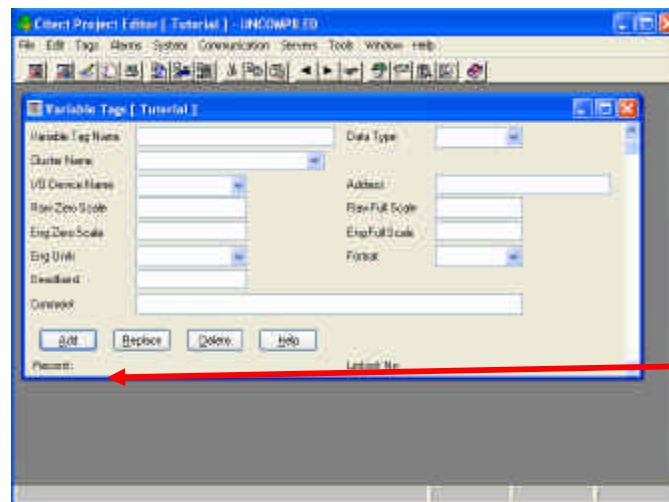 Citect Project Editor [ Tutorial ] - UNCOMPILED
File Edit Tags Alarms System Communication Servers Tools Window Help
Variable Tags [ Tutorial ]
Variable Tag Name Data Type
Cluster Name
I/O Device Name Address
Raw Zero Scale Raw Full Scale
Eng Zero Scale Eng Full Scale
Eng Units Format
Deadband
Comment
Add Replace Delete Help
Record: Linked: No